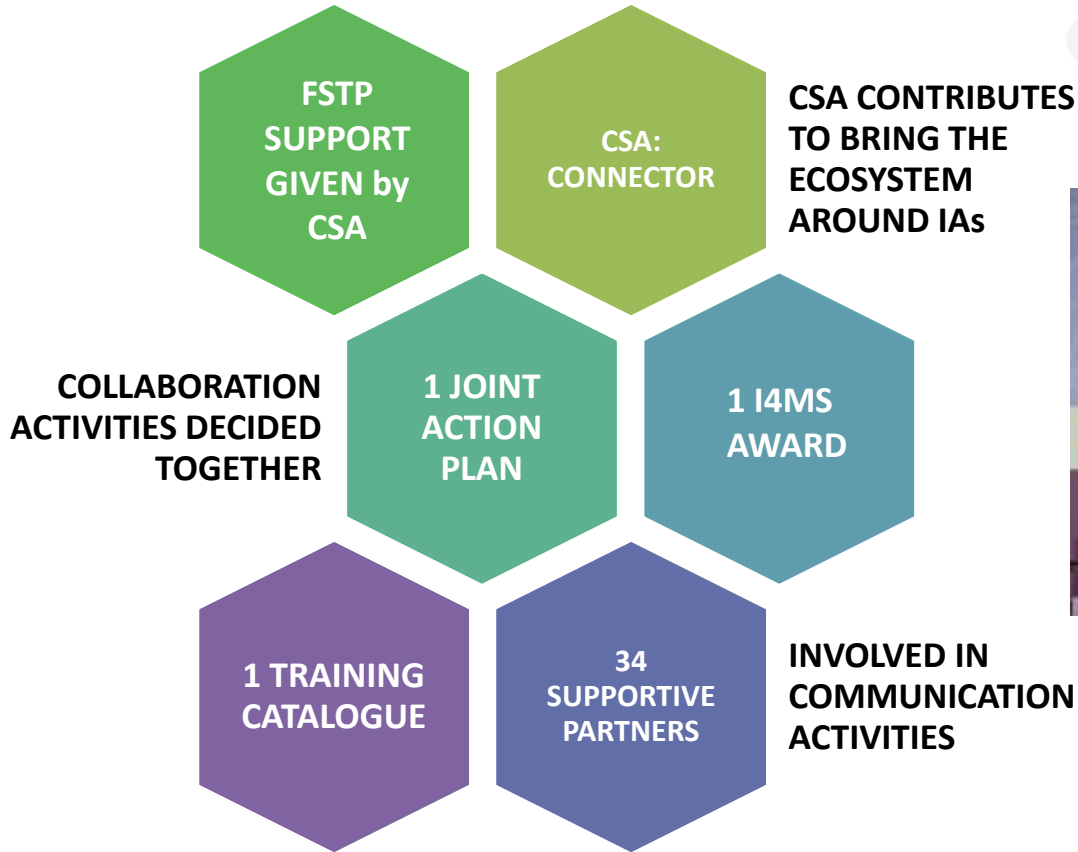 FSTP
SUPPORT
GIVEN by
CSA
CSA:
CONNECTOR
CSA CONTRIBUTES
TO BRING THE
ECOSYSTEM
AROUND IAs
COLLABORATION
ACTIVITIES DECIDED
TOGETHER
1 JOINT
ACTION
PLAN
1 I4MS
AWARD
1 TRAINING
CATALOGUE
34
SUPPORTIVE
PARTNERS
INVOLVED IN
COMMUNICATION
ACTIVITIES